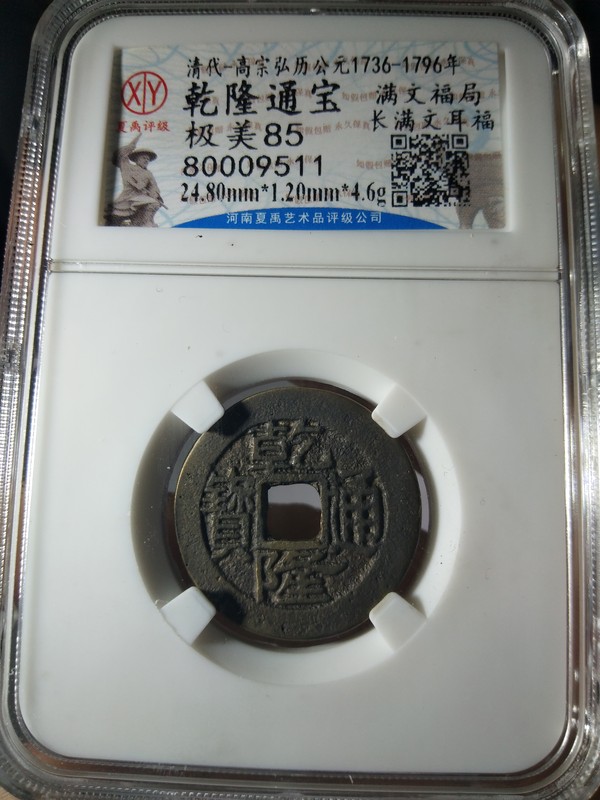 清代-高宗弘历公元1736-1796年
XY
夏禹评级
乾隆通宝
满文福局
极美85
长满文耳福
80009511
24.80mm*1.20mm*4.6g
河南夏禹艺术品评级公司
乾
寶 通
隆